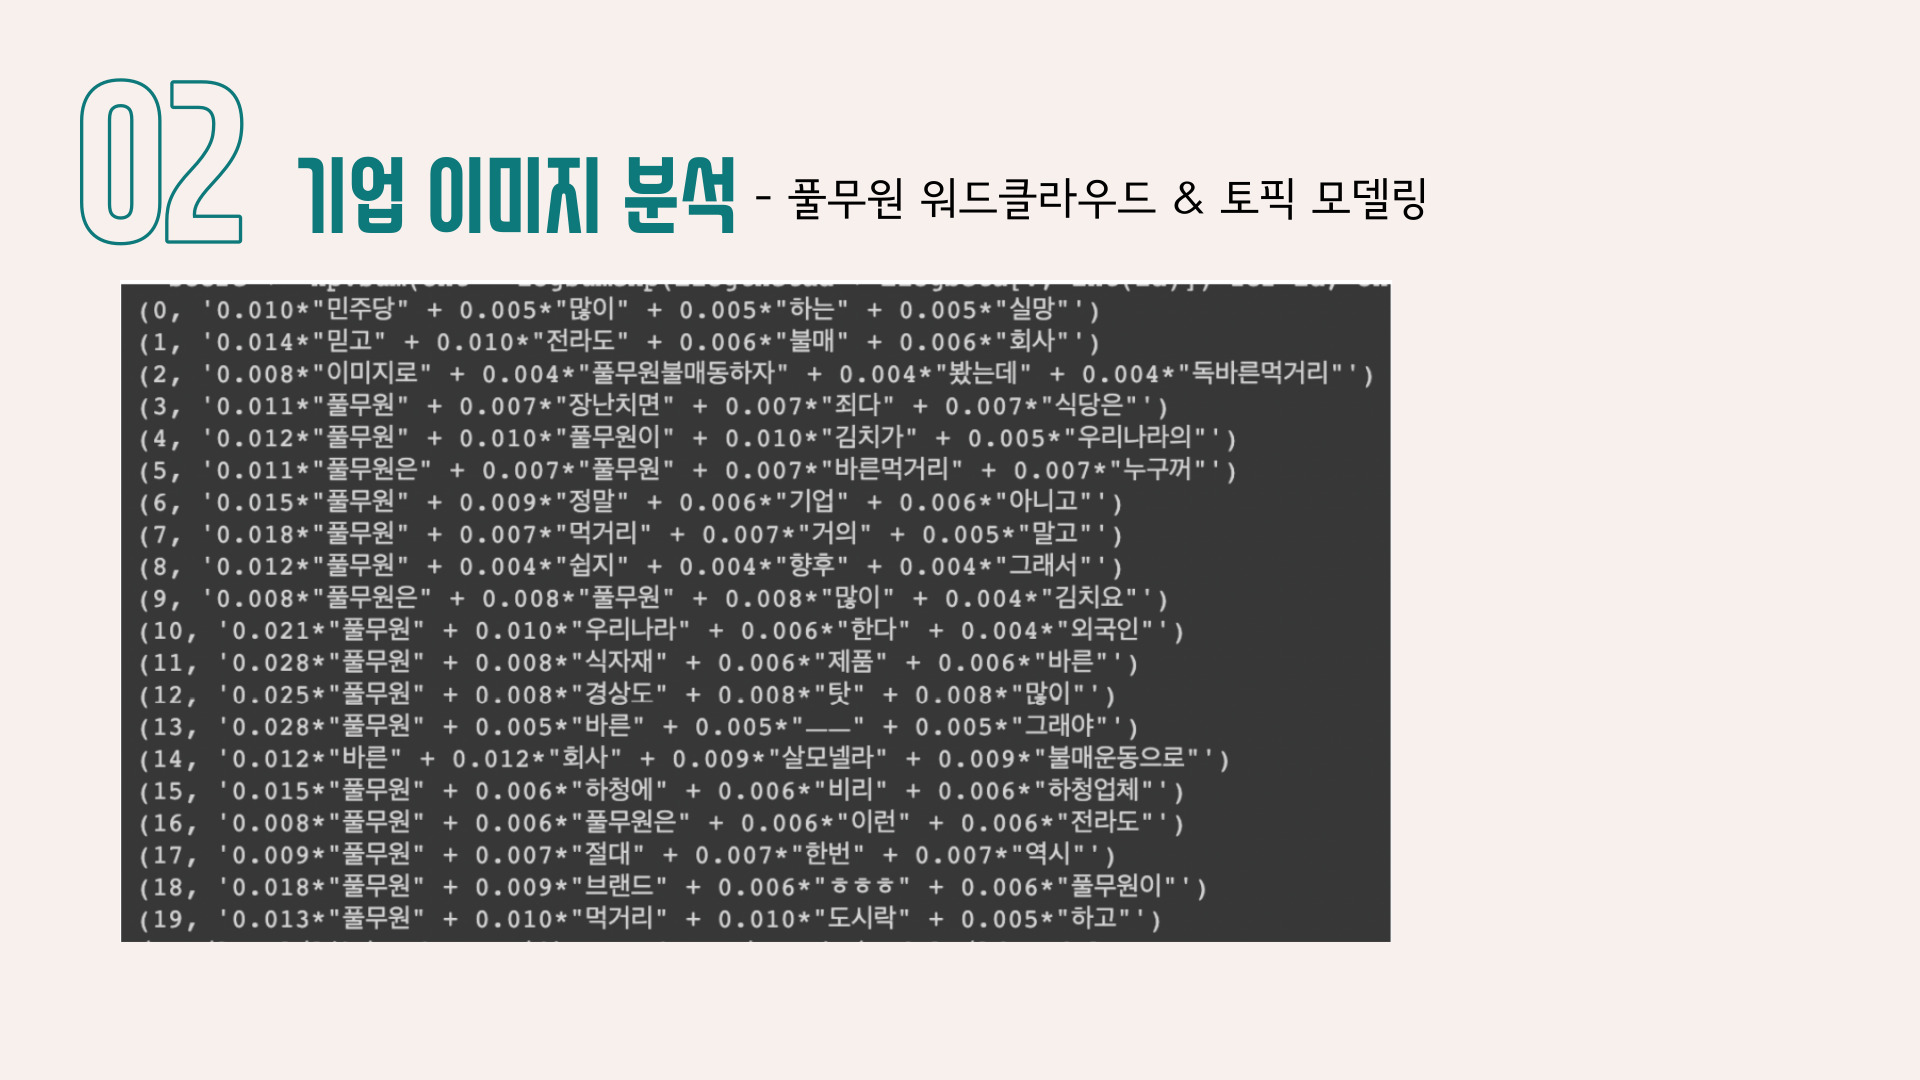 02
기업 이미지 분석 - 풀무원 워드클라우드 & 토픽 모델링
(0, '0.010*"민주당" + 0.005*"많이" + 0.005*"하는" + 0.005*"실망"')
(1, '0.014*"믿고" + 0.010*"전라도" + 0.006*"불매" + 0.006*"회사"')
(2, '0.008*"이미지로" + 0.004*"풀무원불매동하자" + 0.004*"봤는데" + 0.004*"독바른먹거리"')
(3, '0.011*"풀무원" + 0.007*"장난치면" + 0.007*"죄다" + 0.007*"식당은"')
(4, '0.012*"풀무원" + 0.010*"풀무원이" + 0.010*"김치가" + 0.005*"우리나라의"')
(5, '0.011*"풀무원은" + 0.007*"풀무원" + 0.007*"바른먹거리" + 0.007*"누구꺼"')
(6, '0.015*"풀무원" + 0.009*"정말" + 0.006*"기업" + 0.006*"아니고"')
(7, '0.018*"풀무원" + 0.007*"먹거리" + 0.007*"거의" + 0.005*"말고"')
(8, '0.012*"풀무원" + 0.004*"쉽지" + 0.004*"향후" + 0.004*"그래서"')
(9, '0.008*"풀무원은" + 0.008*"풀무원" + 0.008*"많이" + 0.004*"김치요"')
(10, '0.021*"풀무원" + 0.010*"우리나라" + 0.006*"한다" + 0.004*"외국인"')
(11, '0.028*"풀무원" + 0.008*"식자재" + 0.006*"제품" + 0.006*"바른"')
(12, '0.025*"풀무원" + 0.008*"경상도" + 0.008*"탓" + 0.008*"많이"')
(13, '0.028*"풀무원" + 0.005*"바른" + 0.005*"ㅡㅡ" + 0.005*"그래야"')
(14, '0.012*"바른" + 0.012*"회사" + 0.009*"살모넬라" + 0.009*"불매운동으로"')
(15, '0.015*"풀무원" + 0.006*"하청에" + 0.006*"비리" + 0.006*"하청업체"')
(16, '0.008*"풀무원" + 0.006*"풀무원은" + 0.006*"이런" + 0.006*"전라도"')
(17, '0.009*"풀무원" + 0.007*"절대" + 0.007*"한번" + 0.007*"역시"')
(18, '0.018*"풀무원" + 0.009*"브랜드" + 0.006*"ㅎㅎㅎ" + 0.006*"풀무원이"')
(19, '0.013*"풀무원" + 0.010*"먹거리" + 0.010*"도시락" + 0.005*"하고"')